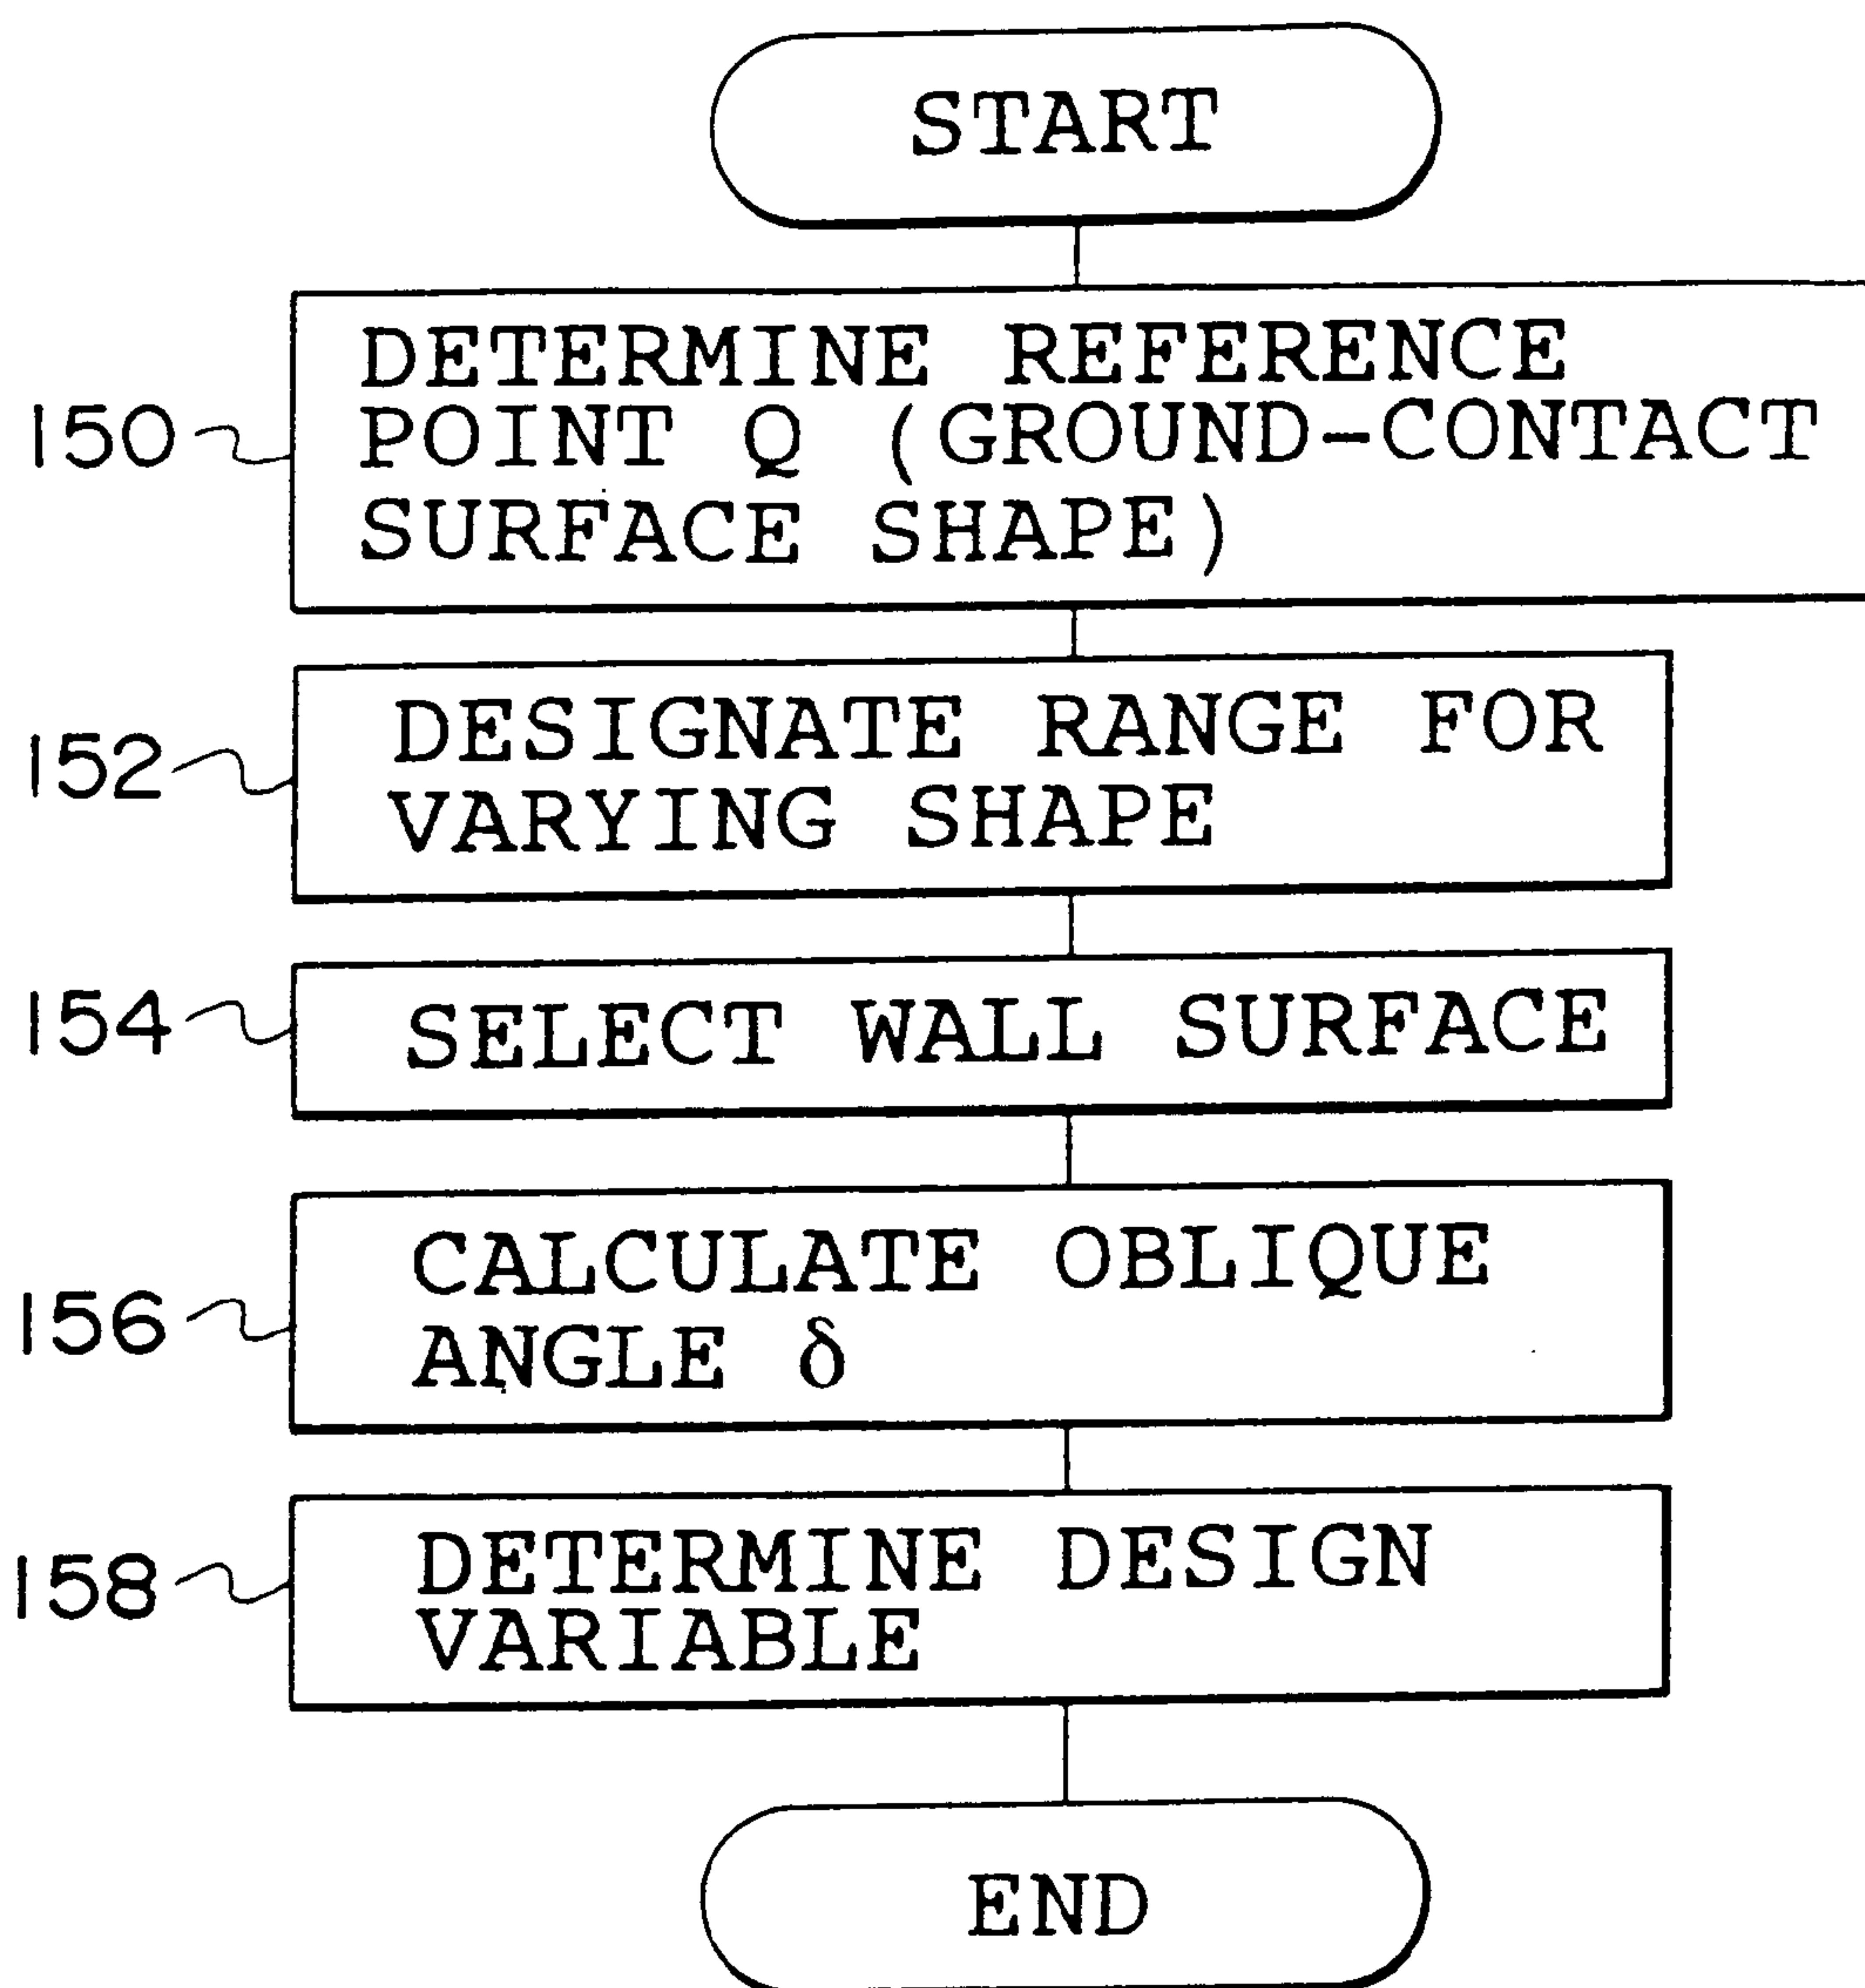 START
DETERMINE REFERENCE
150
POINT Q (GROUND-CONTACT
SURFACE SHAPE)
DESIGNATE RANGE FOR
152
VARYING SHAPE
154
SELECT WALL SURFACE
CALCULATE OBLIQUE
156
ANGLE δ
DETERMINE DESIGN
158
VARIABLE
END